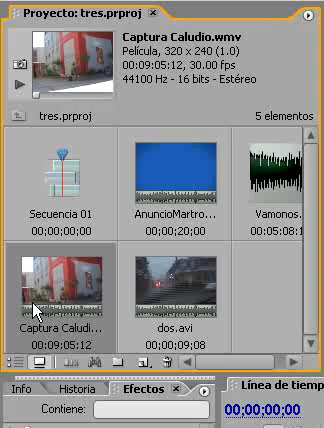 Proyecto: tres.prproj
Captura Caludio.wmv
Película, 320 x 240 (1.0)
00:09:05:12, 30.00 fps
44100 Hz - 16 bits - Estéreo
tres.prproj 5 elementos
Secuencia 01 AnuncioMartro... Vamonos.
00;00;00;00 00;00;20;00 00:05:08:1
Captura Caludi... dos.avi
00:09:05:12 00;00;09;08
Info Historia Efectos Línea de tiemp
Contiene: 00;00;00;00